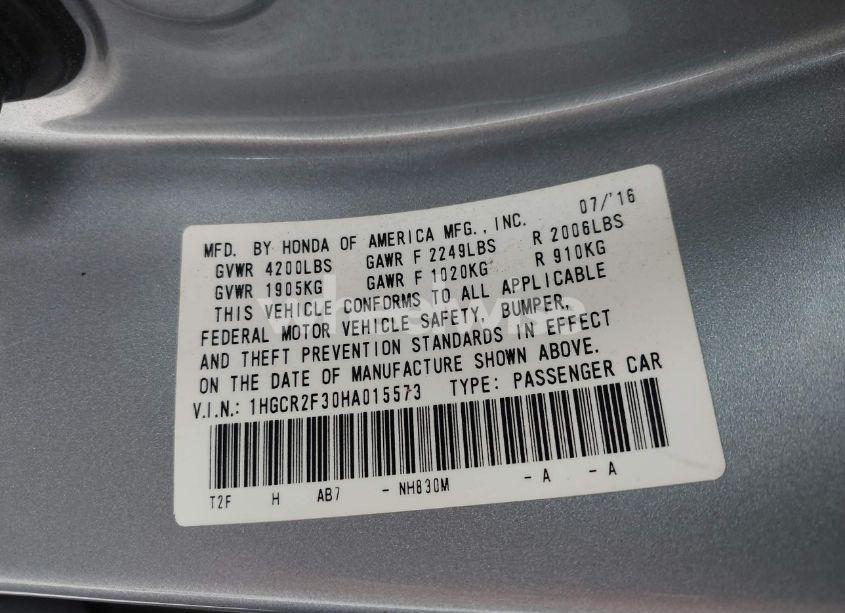 MFD. BY HONDA OF AMERICA MFG., INC. 07/'16
GVWR 4200LBS GAWR F 2249LBS R 2006LBS
GVWR 1905KG GAWR F 1020KG R 910KG
THIS VEHICLE CONFORMS TO ALL APPLICABLE
FEDERAL MOTOR VEHICLE SAFETY, BUMPER,
AND THEFT PREVENTION STANDARDS IN EFFECT
ON THE DATE OF MANUFACTURE SHOWN ABOVE.
V.I.N.: 1HGCR2F30HA015573 TYPE: PASSENGER CAR
T2F H AB7 - NH830M - A - A